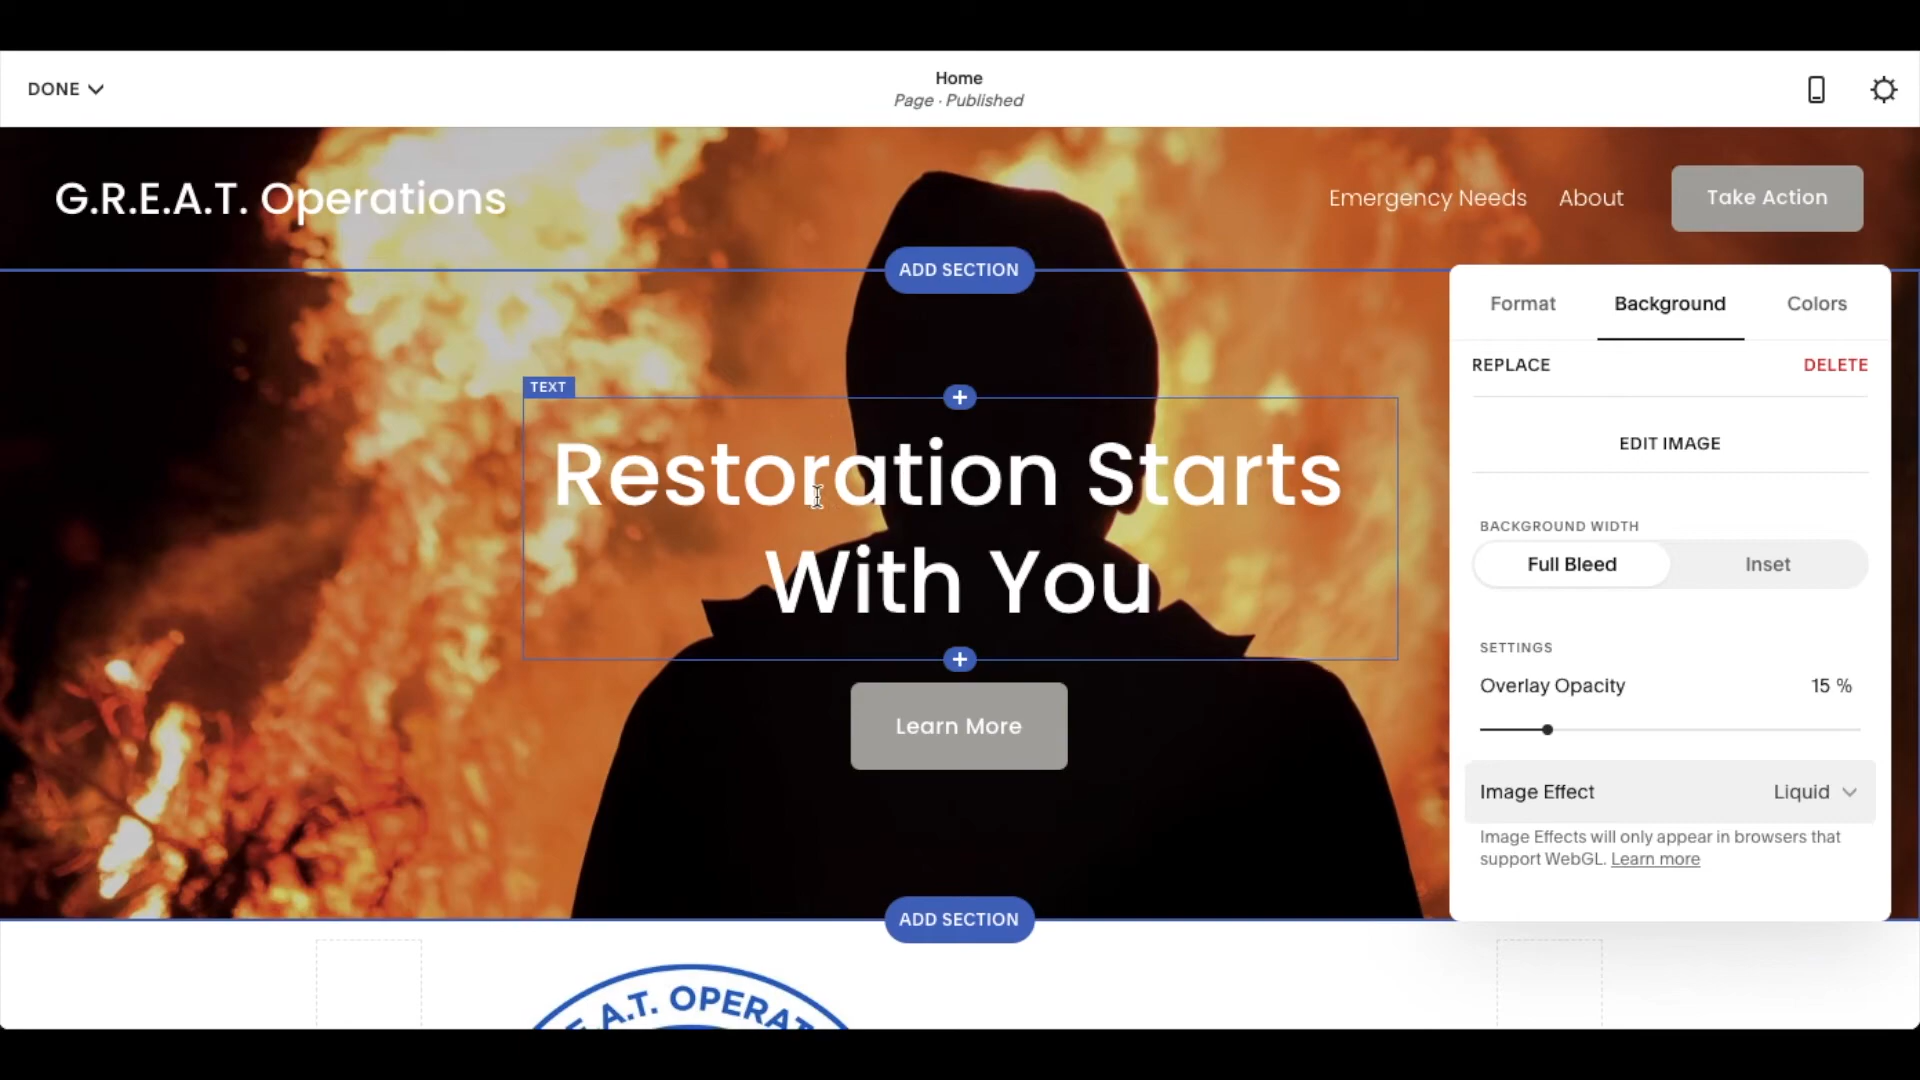 DONE
Home
Page · Published
G.R.E.A.T. Operations
Emergency Needs
About
Take Action
ADD SECTION
TEXT
Restoration Starts
With You
Learn More
ADD SECTION
Format
Background
Colors
REPLACE
DELETE
EDIT IMAGE
BACKGROUND WIDTH
Full Bleed
Inset
SETTINGS
Overlay Opacity
15 %
Image Effect
Liquid
Image Effects will only appear in browsers that
support WebGL. Learn more